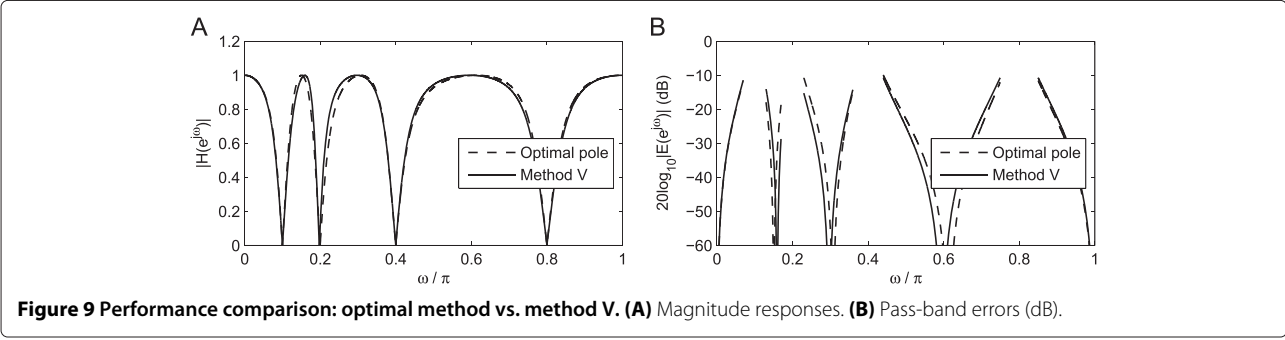 A
1.2
1
0.8
0.6
0.4
0.2
0
|H(e^{jω})|
0 0.2 0.4 0.6 0.8 1
ω / π
Optimal pole
Method V
B
0
−10
−20
−30
−40
−50
−60
20log₁₀|E(e^{jω})| (dB)
0 0.2 0.4 0.6 0.8 1
ω / π
Optimal pole
Method V
Figure 9 Performance comparison: optimal method vs. method V. (A) Magnitude responses. (B) Pass-band errors (dB).